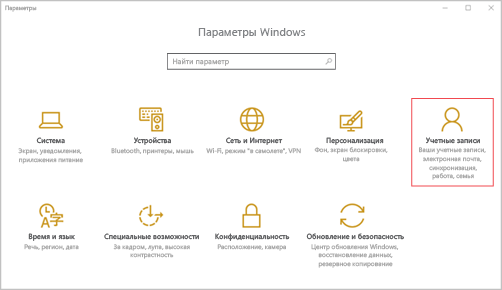 Параметры
Параметры Windows
Найти параметр
Система
Экран, уведомления,
приложения питание
Устройства
Bluetooth, принтеры, мышь
Сеть и Интернет
Wi-Fi, режим "в самолете", VPN
Персонализация
Фон, экран блокировки,
цвета
Учетные записи
Ваши учетные записи,
электронная почта,
синхронизация,
работа, семья
Время и язык
Речь, регион, дата
Специальные возможности
За кадром, лупа, высокая
контрастность
Конфиденциальность
Расположение, камера
Обновление и безопасность
Центр обновления Windows,
восстановление данных,
резервное копирование